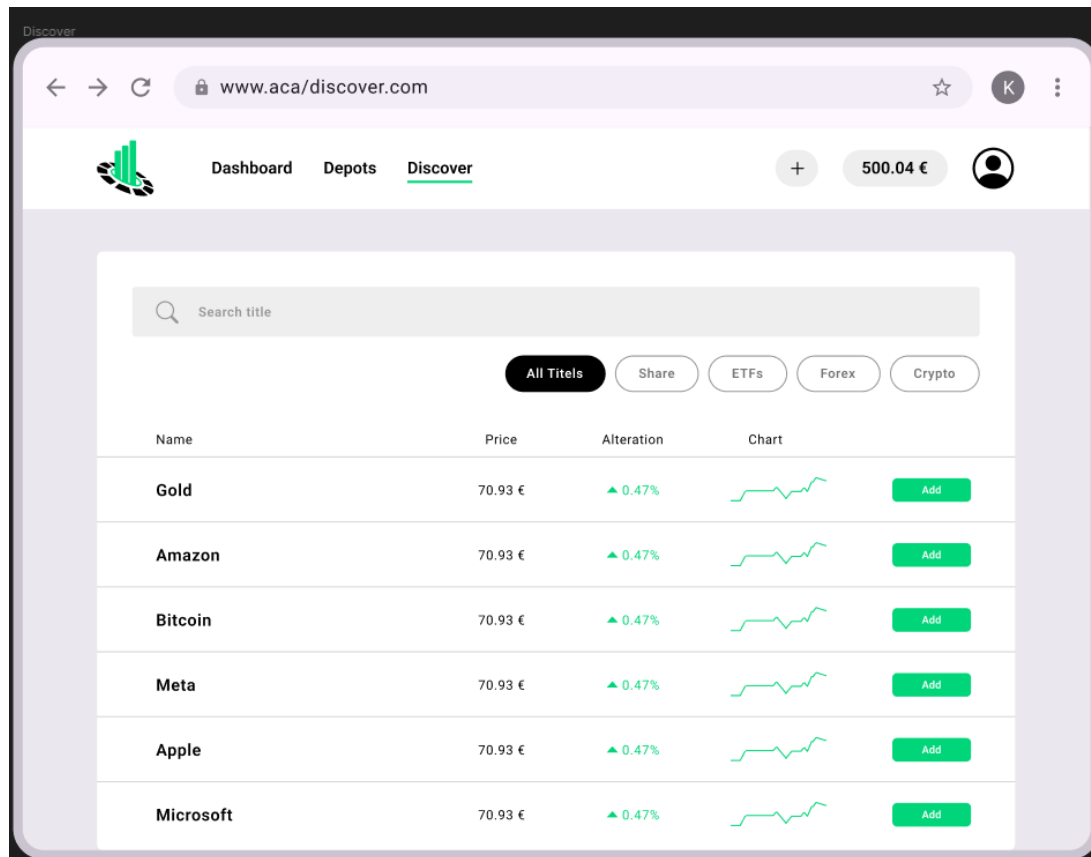 Discover
www.aca/discover.com K
Dashboard Depots Discover + 500.04 €
Search title
All Titels Share ETFs Forex Crypto
Name Price Alteration Chart
Gold 70.93 € 0.47% Add
Amazon 70.93 € 0.47% Add
Bitcoin 70.93 € 0.47% Add
Meta 70.93 € 0.47% Add
Apple 70.93 € 0.47% Add
Microsoft 70.93 € 0.47% Add